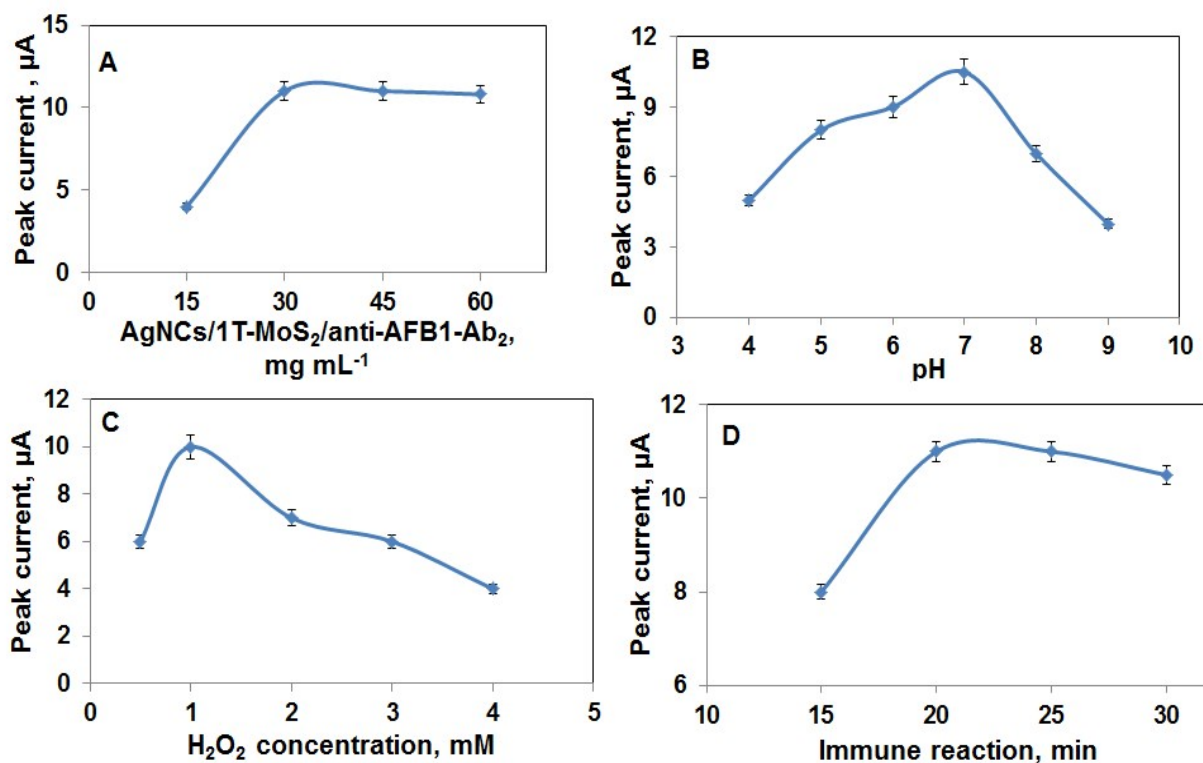 A
Peak current , µA
15
10
5
0
0 15 30 45 60
AgNCs/1T-MoS₂/anti-AFB1-Ab₂,
mg mL⁻¹
B
Peak current, µA
12
9
6
3
0
3 4 5 6 7 8 9 10
pH
C
Peak current, µA
12
10
8
6
4
2
0
0 1 2 3 4 5
H₂O₂ concentration, mM
D
Peak current, µA
12
10
8
6
10 15 20 25 30
Immune reaction, min